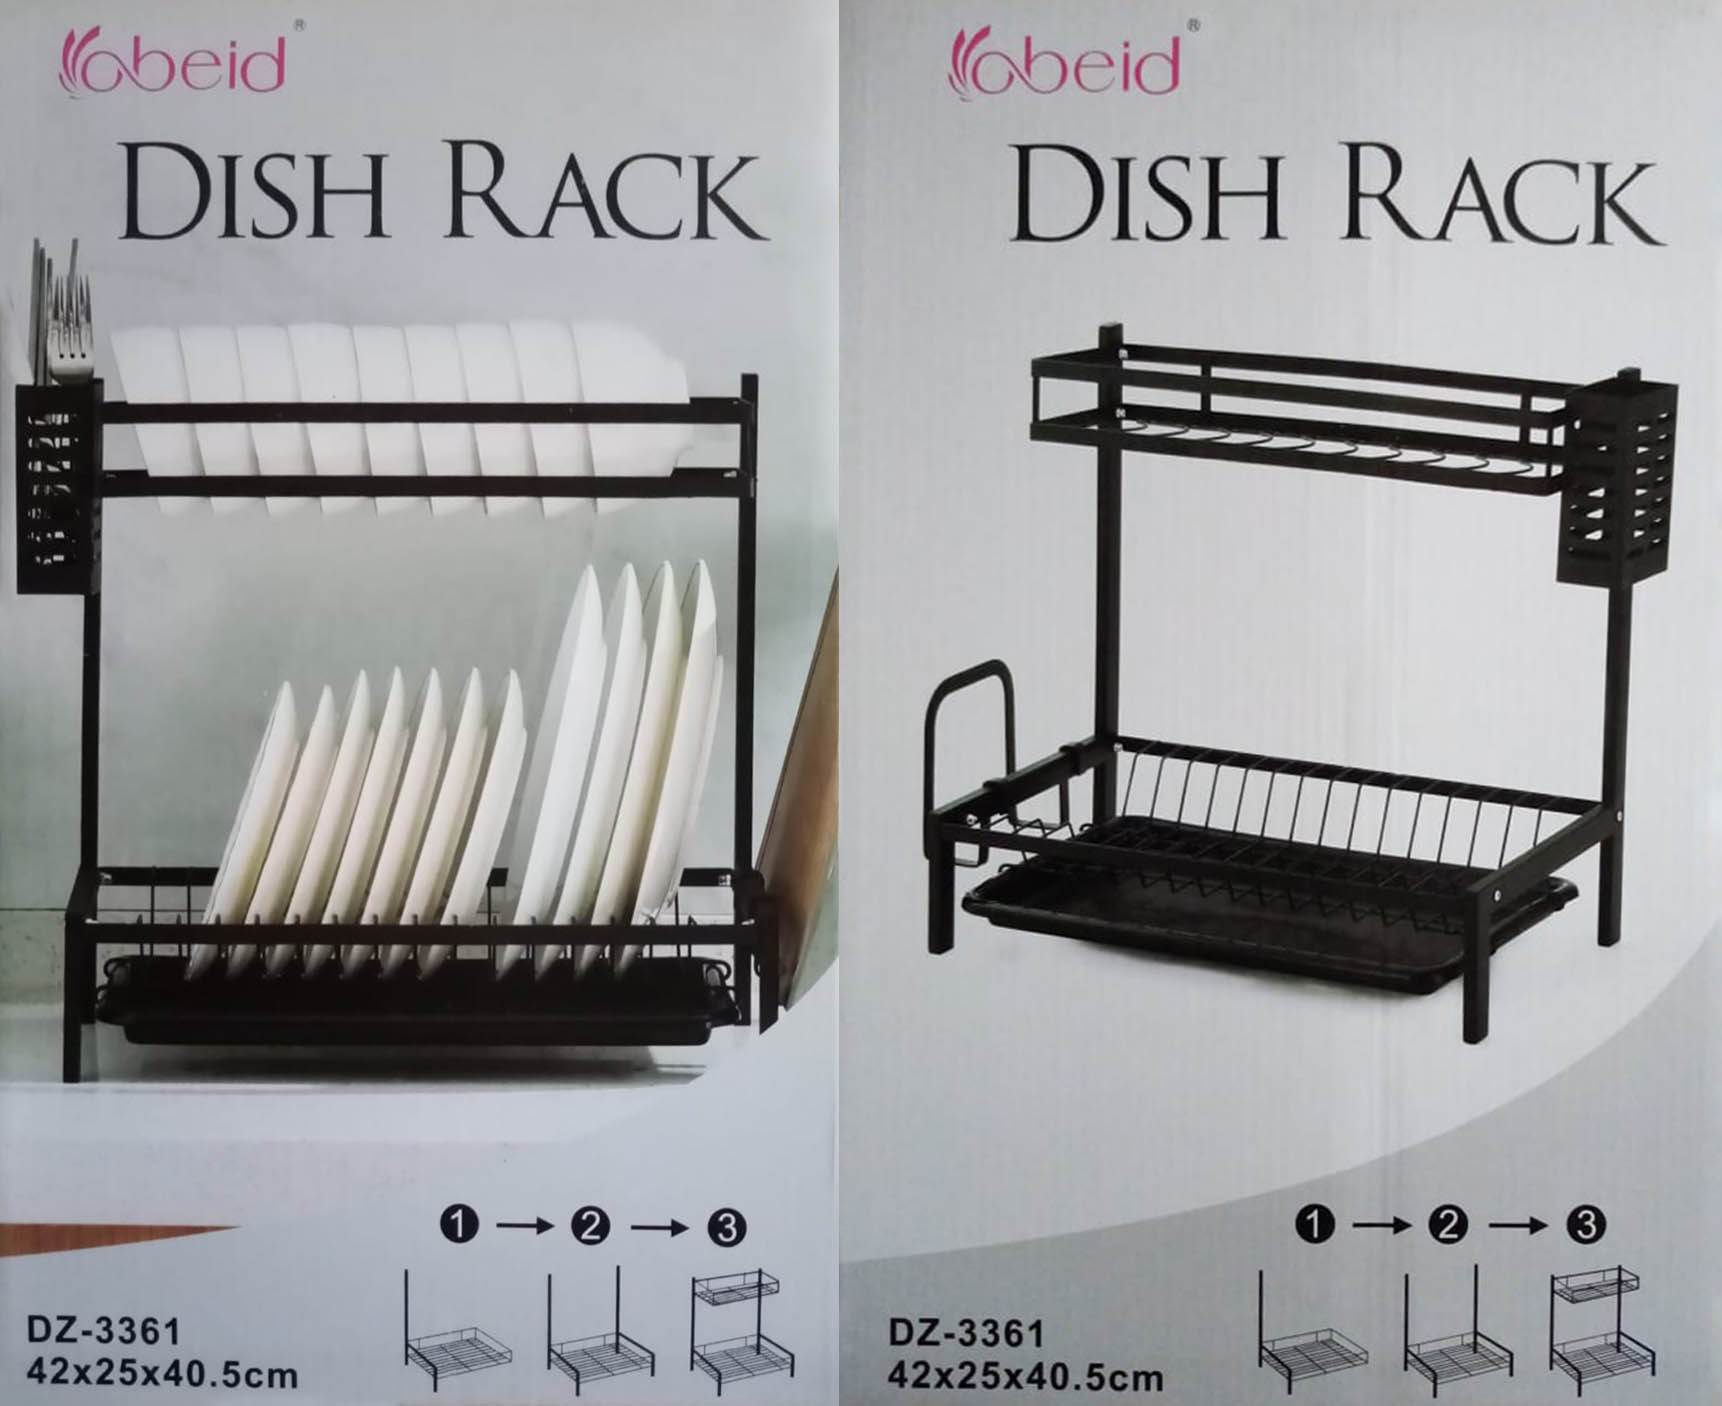 obeid®
DISH RACK
1 → 2 → 3
DZ-3361
42x25x40.5cm
obeid®
DISH RACK
1 → 2 → 3
DZ-3361
42x25x40.5cm